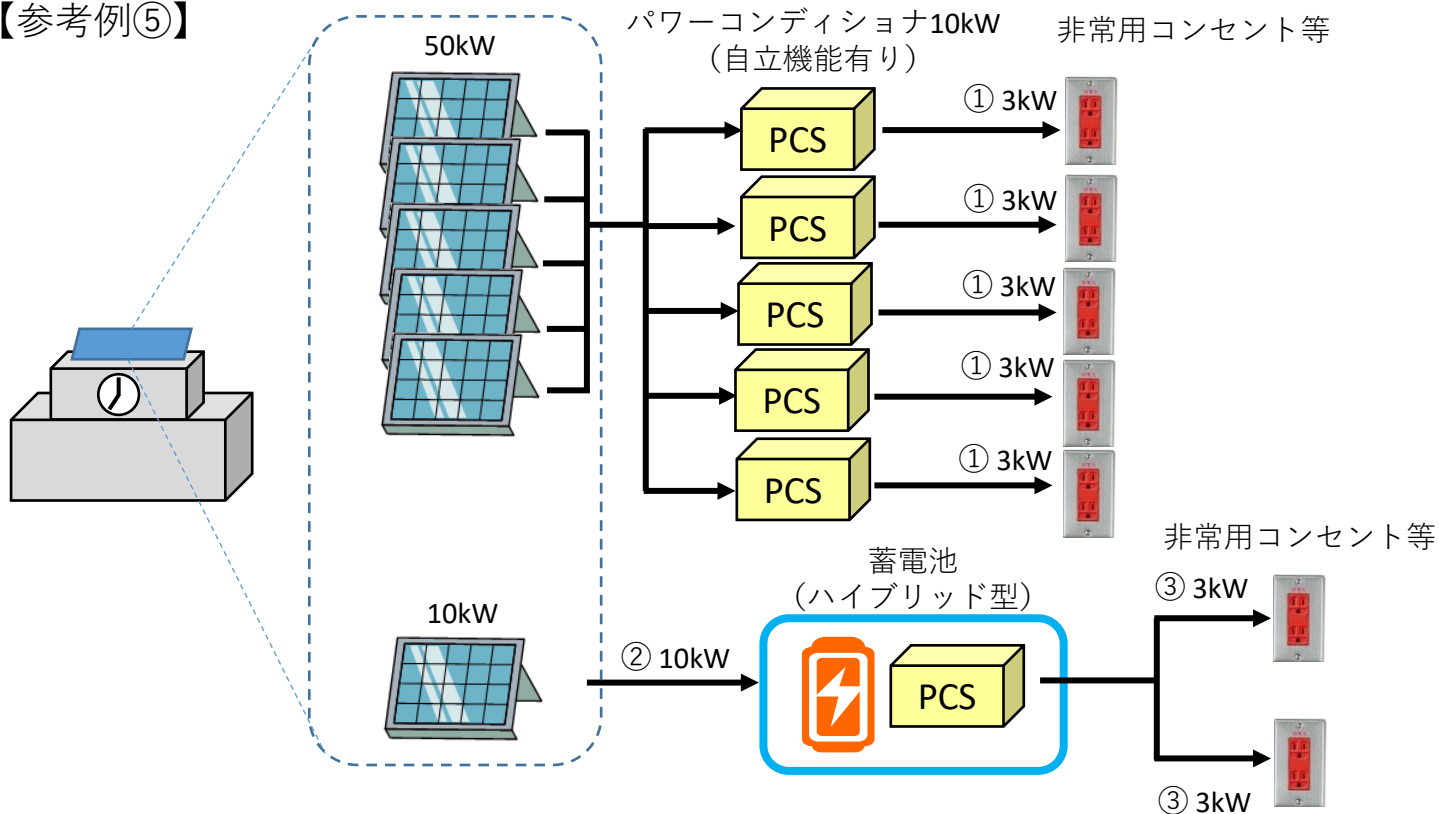 【参考例⑤】
50kW
パワーコンディショナ10kW
（自立機能有り）
非常用コンセント等
PCS
① 3kW
PCS
① 3kW
PCS
① 3kW
PCS
① 3kW
PCS
① 3kW
10kW
② 10kW
蓄電池
（ハイブリッド型）
PCS
非常用コンセント等
③ 3kW
③ 3kW